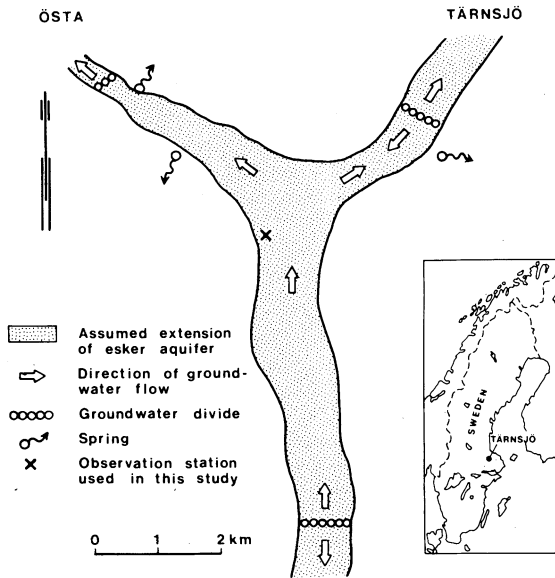 ÖSTA
TÄRNSJÖ
Assumed extension
of esker aquifer
Direction of ground-
water flow
Groundwater divide
Spring
Observation station
used in this study
0 1 2 km
SWEDEN
TÄRNSJÖ